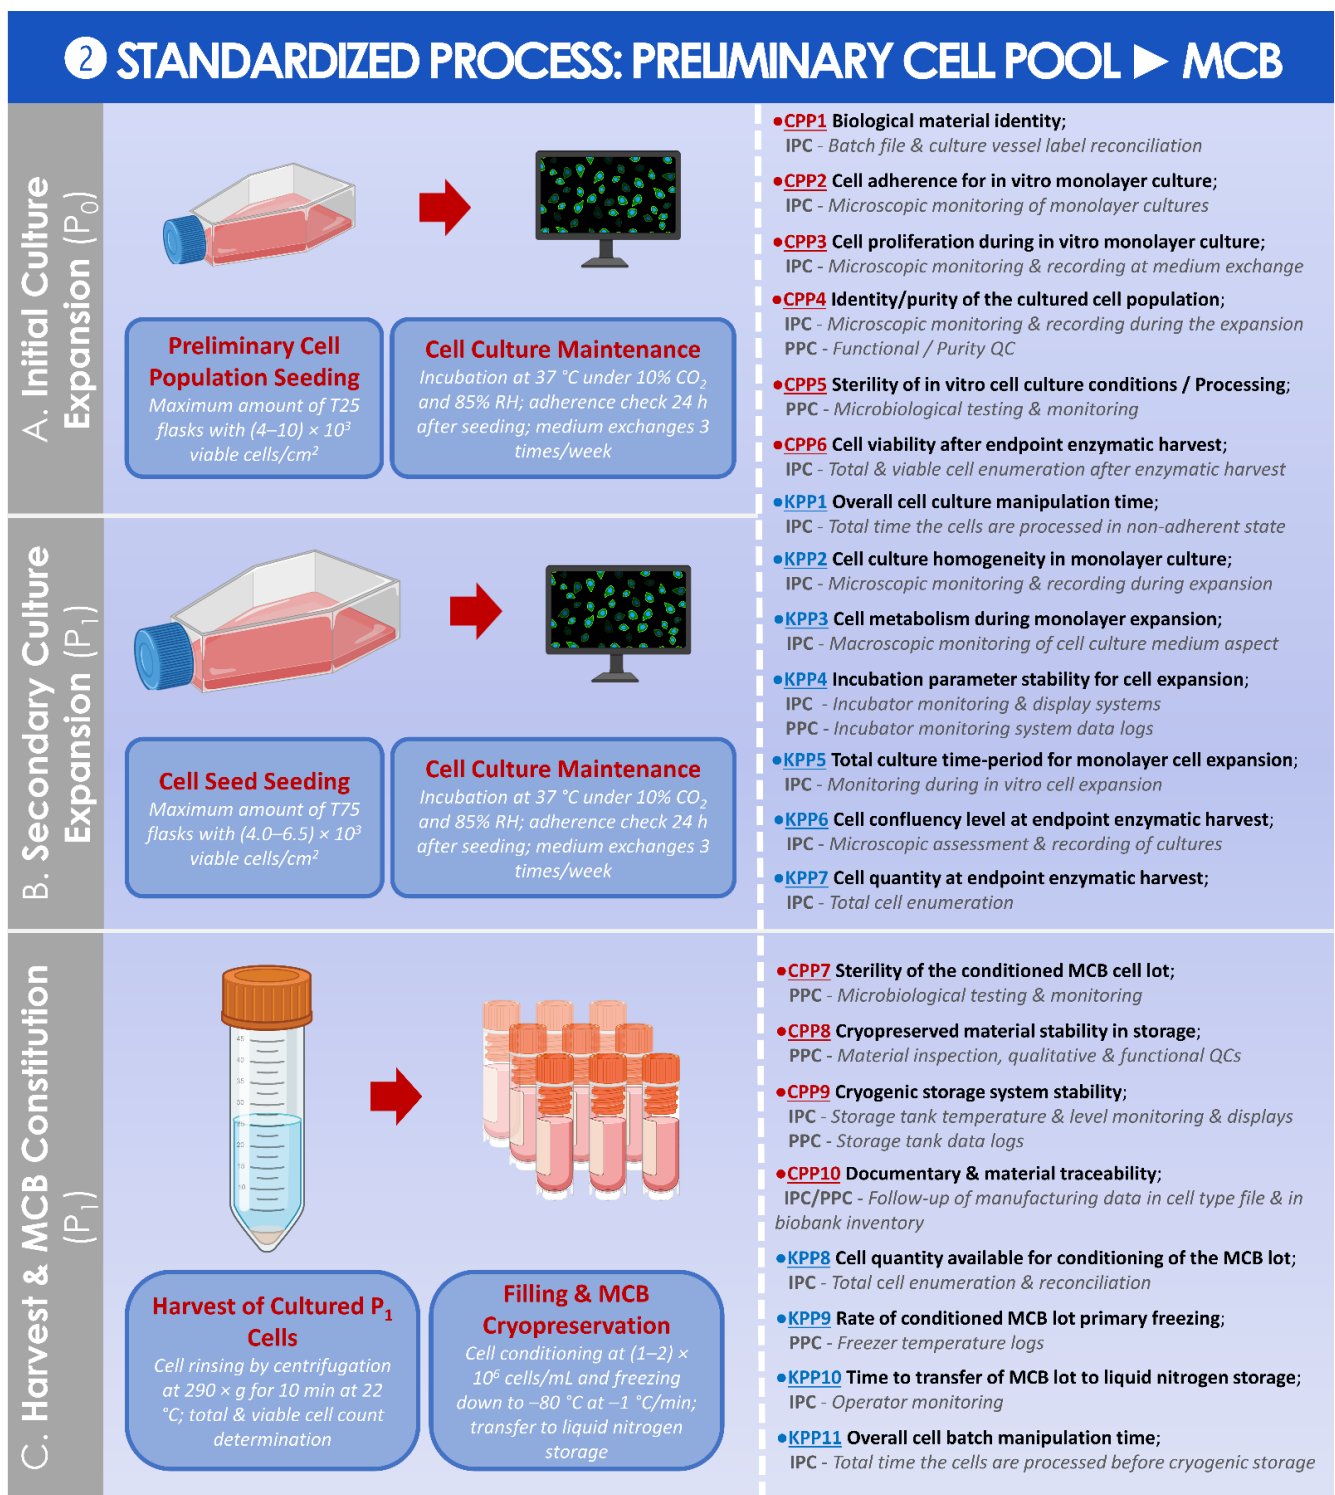 ❷ STANDARDIZED PROCESS: PRELIMINARY CELL POOL ► MCB
A. Initial Culture
Expansion (P0)
Preliminary Cell
Population Seeding
Maximum amount of T25
flasks with (4–10) × 10³
viable cells/cm²
Cell Culture Maintenance
Incubation at 37 °C under 10% CO₂
and 85% RH; adherence check 24 h
after seeding; medium exchanges 3
times/week
B. Secondary Culture
Expansion (P₁)
Cell Seed Seeding
Maximum amount of T75
flasks with (4.0–6.5) × 10³
viable cells/cm²
Cell Culture Maintenance
Incubation at 37 °C under 10% CO₂
and 85% RH; adherence check 24 h
after seeding; medium exchanges 3
times/week
•CPP1 Biological material identity;
IPC - Batch file & culture vessel label reconciliation
•CPP2 Cell adherence for in vitro monolayer culture;
IPC - Microscopic monitoring of monolayer cultures
•CPP3 Cell proliferation during in vitro monolayer culture;
IPC - Microscopic monitoring & recording at medium exchange
•CPP4 Identity/purity of the cultured cell population;
IPC - Microscopic monitoring & recording during the expansion
PPC - Functional / Purity QC
•CPP5 Sterility of in vitro cell culture conditions / Processing;
PPC - Microbiological testing & monitoring
•CPP6 Cell viability after endpoint enzymatic harvest;
IPC - Total & viable cell enumeration after enzymatic harvest
•KPP1 Overall cell culture manipulation time;
IPC - Total time the cells are processed in non-adherent state
•KPP2 Cell culture homogeneity in monolayer culture;
IPC - Microscopic monitoring & recording during expansion
•KPP3 Cell metabolism during monolayer expansion;
IPC - Macroscopic monitoring of cell culture medium aspect
•KPP4 Incubation parameter stability for cell expansion;
IPC - Incubator monitoring & display systems
PPC - Incubator monitoring system data logs
•KPP5 Total culture time-period for monolayer cell expansion;
IPC - Monitoring during in vitro cell expansion
•KPP6 Cell confluency level at endpoint enzymatic harvest;
IPC - Microscopic assessment & recording of cultures
•KPP7 Cell quantity at endpoint enzymatic harvest;
IPC - Total cell enumeration
C. Harvest & MCB Constitution
(P₁)
45
35
30
20
15
10
Harvest of Cultured P₁
Cells
Cell rinsing by centrifugation
at 290 × g for 10 min at 22
°C; total & viable cell count
determination
Filling & MCB
Cryopreservation
Cell conditioning at (1–2) ×
10⁶ cells/mL and freezing
down to –80 °C at –1 °C/min;
transfer to liquid nitrogen
storage
•CPP7 Sterility of the conditioned MCB cell lot;
PPC - Microbiological testing & monitoring
•CPP8 Cryopreserved material stability in storage;
PPC - Material inspection, qualitative & functional QCs
•CPP9 Cryogenic storage system stability;
IPC - Storage tank temperature & level monitoring & displays
PPC - Storage tank data logs
•CPP10 Documentary & material traceability;
IPC/PPC - Follow-up of manufacturing data in cell type file & in
biobank inventory
•KPP8 Cell quantity available for conditioning of the MCB lot;
IPC - Total cell enumeration & reconciliation
•KPP9 Rate of conditioned MCB lot primary freezing;
PPC - Freezer temperature logs
•KPP10 Time to transfer of MCB lot to liquid nitrogen storage;
IPC - Operator monitoring
•KPP11 Overall cell batch manipulation time;
IPC - Total time the cells are processed before cryogenic storage